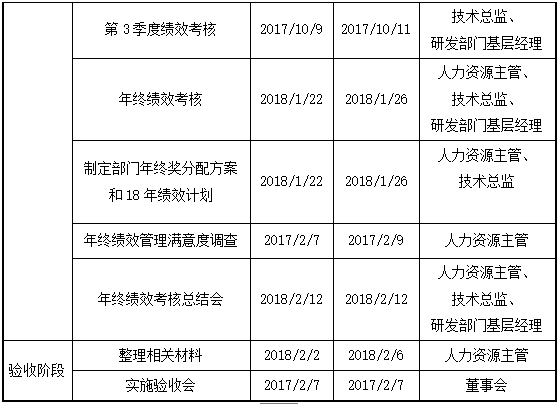 第 3 季度绩效考核 2017/10/9 2017/10/11 技术总监、
研发部门基层经理
年终绩效考核 2018/1/22 2018/1/26 人力资源主管、
技术总监、
研发部门基层经理
制定部门年终奖分配方案
和 18 年绩效计划 2018/1/22 2018/1/26 人力资源主管、
技术总监
年终绩效管理满意度调查 2017/2/7 2017/2/9 人力资源主管
年终绩效考核总结会 2018/2/12 2018/2/12 人力资源主管、
技术总监、
研发部门基层经理
验收阶段 整理相关材料 2018/2/2 2018/2/6 人力资源主管
实施验收会 2017/2/7 2017/2/7 董事会